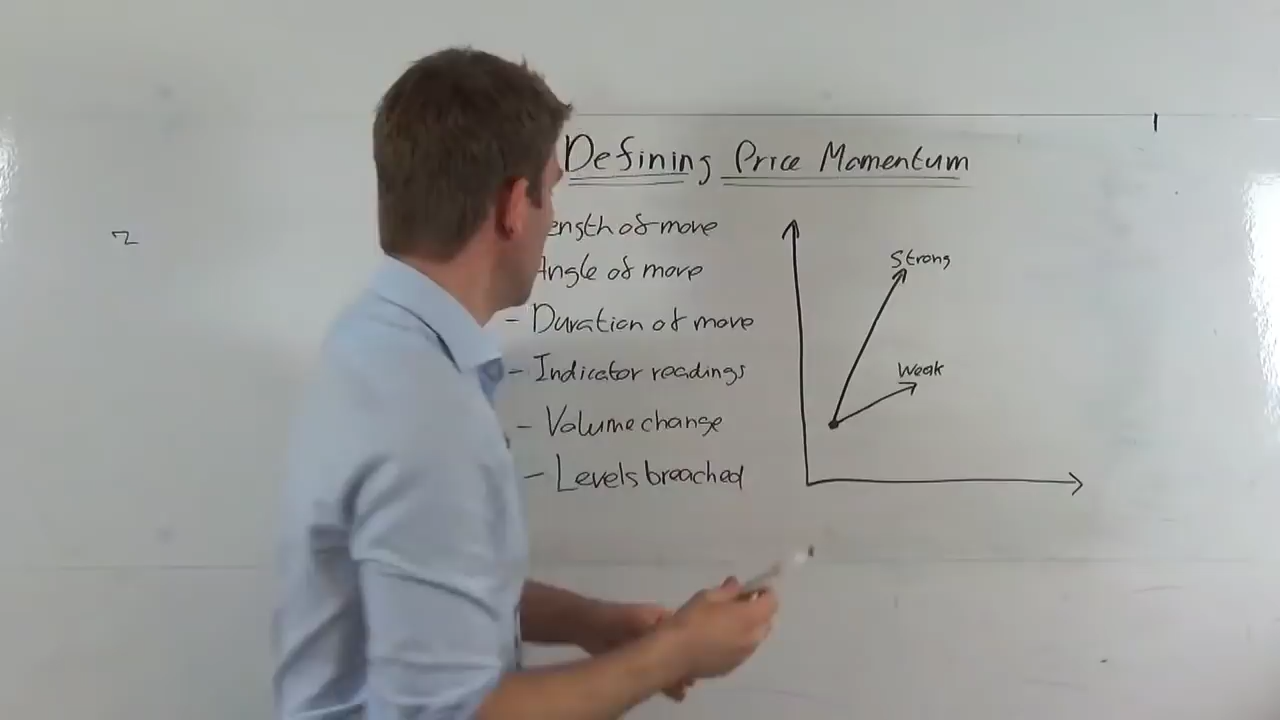 Defining Price Momentum
ength of move
Angle of move
- Duration of move
- Indicator readings
- Volume change
- Levels breached
Strong
Weak